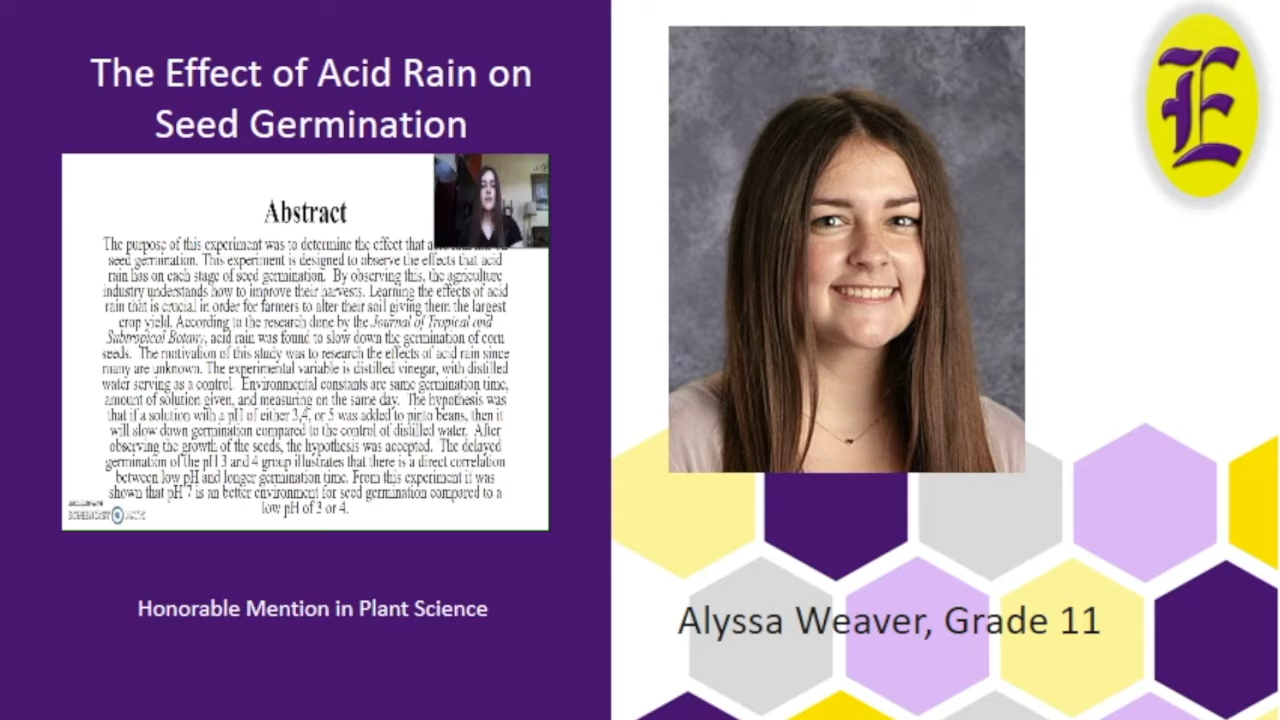 The Effect of Acid Rain on
Seed Germination
Abstract
The purpose of this experiment was to determine the effect that
seed germination. This experiment is designed to observe the effects that acid
rain has on each stage of seed germination. By observing this, the agriculture
industry understands how to improve their harvests. Learning the effects of acid
rain that is crucial in order for farmers to alter their soil giving them the largest
crop yield. According to the research done by the Journal of Tropical and
Subtropical Botany, acid rain was found to slow down the germination of corn
seeds. The motivation of this study was to research the effects of acid rain since
many are unknown. The experimental variable is distilled vinegar, with distilled
water serving as a control. Environmental constants are same germination time,
amount of solution given, and measuring on the same day. The hypothesis was
that if a solution with a pH of either 3,4, or 5 was added to pinto beans, then it
will slow down germination compared to the control of distilled water. After
observing the growth of the seeds, the hypothesis was accepted. The delayed
germination of the pH 3 and 4 group illustrates that there is a direct correlation
between low pH and longer germination time. From this experiment it was
shown that pH 7 is an better environment for seed germination compared to a
low pH of 3 or 4.
Honorable Mention in Plant Science
E
Alyssa Weaver, Grade 11